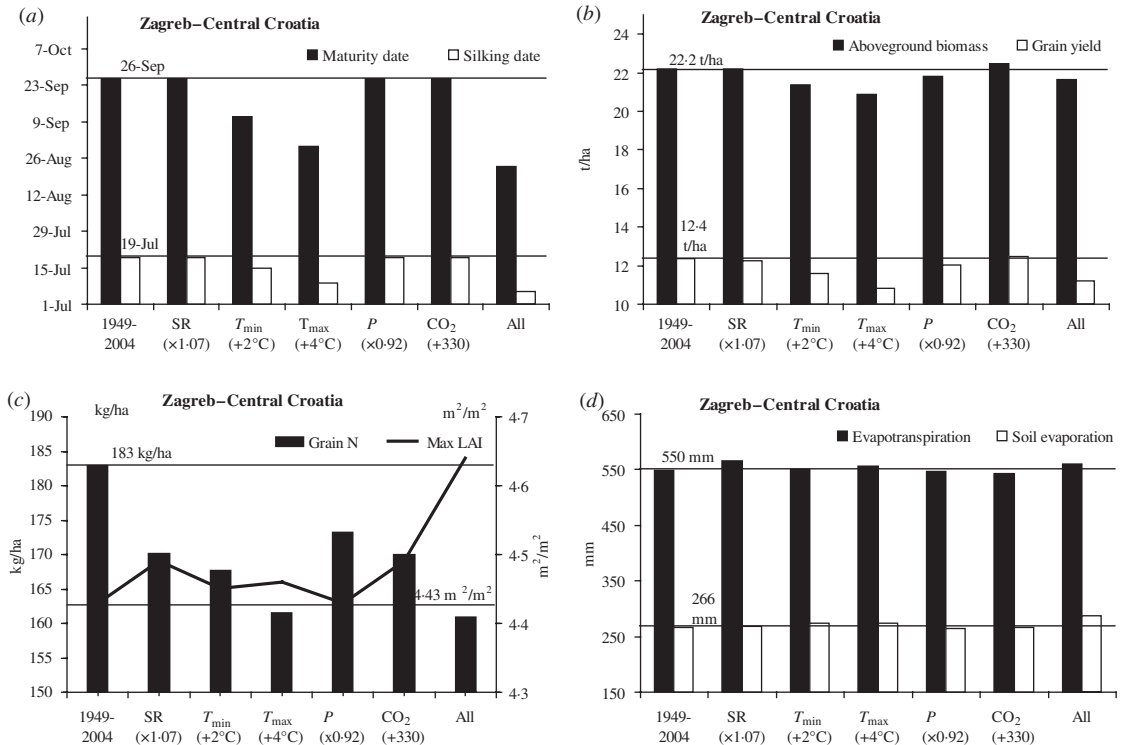 (a)
Zagreb–Central Croatia
7-Oct
23-Sep
9-Sep
26-Aug
12-Aug
29-Jul
15-Jul
1-Jul
Maturity date
Silking date
26-Sep
19-Jul
1949-
2004
SR
(×1·07)
Tmin
(+2°C)
Tmax
(+4°C)
P
(×0·92)
CO2
(+330)
All
(b)
Zagreb–Central Croatia
24
22
20
18
16
14
12
10
t/ha
Aboveground biomass
Grain yield
22·2 t/ha
12·4
t/ha
1949-
2004
SR
(×1·07)
Tmin
(+2°C)
Tmax
(+4°C)
P
(×0·92)
CO2
(+330)
All
(c)
Zagreb–Central Croatia
kg/ha
m²/m²
190
185
180
175
170
165
160
155
150
kg/ha
Grain N
Max LAI
183 kg/ha
4·43 m²/m²
4·7
4·6
4·5
4·4
4·3
m²/m²
1949-
2004
SR
(×1·07)
Tmin
(+2°C)
Tmax
(+4°C)
P
(x0·92)
CO2
(+330)
All
(d)
Zagreb–Central Croatia
650
550
450
350
250
150
mm
Evapotranspiration
Soil evaporation
550 mm
266
mm
1949-
2004
SR
(×1·07)
Tmin
(+2°C)
Tmax
(+4°C)
P
(×0·92)
CO2
(+330)
All